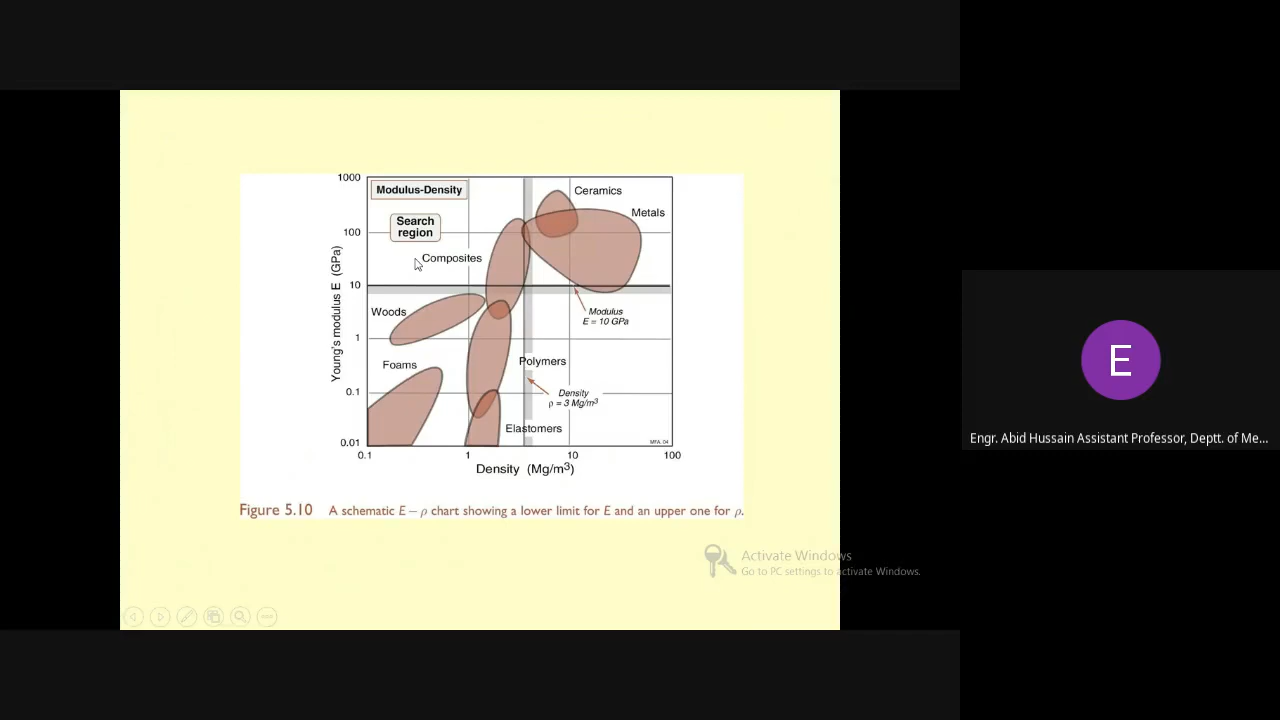 1000
Modulus-Density
Ceramics
Metals
Search
region
100
Composites
10
Woods
Modulus
E = 10 GPa
1
Foams
Polymers
0.1
Density
ρ = 3 Mg/m³
Elastomers
0.01
MFA, 04
0.1
1
10
100
Density (Mg/m³)
Young's modulus E (GPa)
Figure 5.10 A schematic E – ρ chart showing a lower limit for E and an upper one for ρ.
Activate Windows
Go to PC settings to activate Windows.
E
Engr. Abid Hussain Assistant Professor, Deptt. of Me...